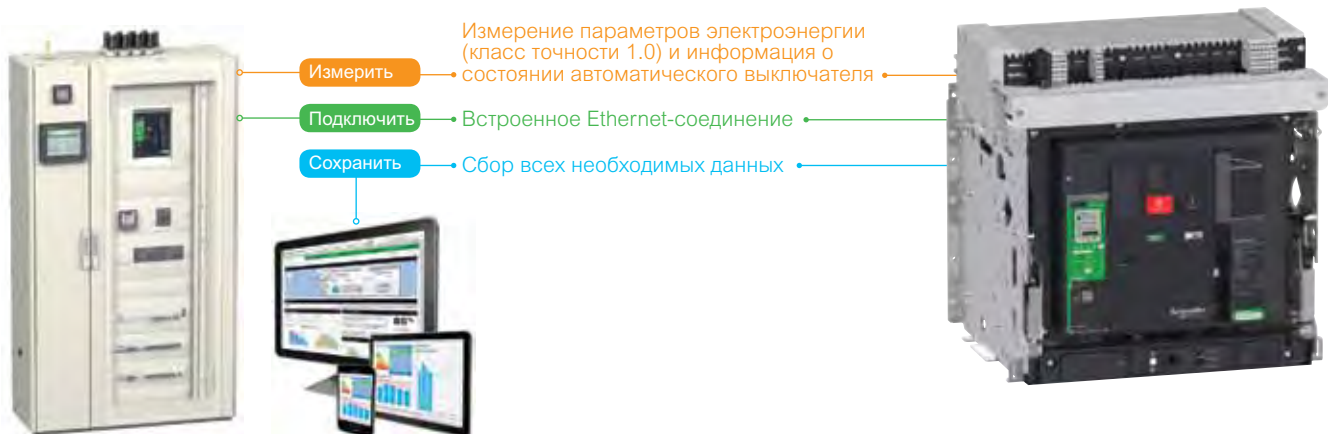 Измерение параметров электроэнергии
(класс точности 1.0) и информация о
Измерить состоянии автоматического выключателя
Подключить Встроенное Ethernet-соединение
Сохранить Сбор всех необходимых данных